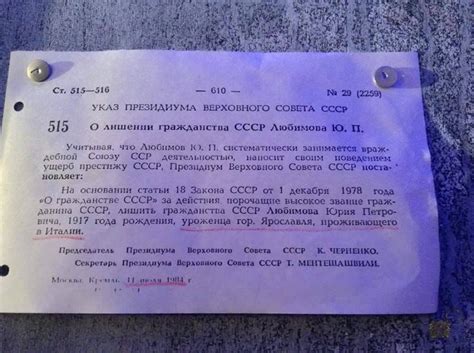 Ст. 515—516 — 610 — № 29 (2259)
УКАЗ ПРЕЗИДИУМА ВЕРХОВНОГО СОВЕТА СССР
515 О лишении гражданства СССР Любимова Ю. П.
Учитывая, что Любимов Ю. П. систематически занимается враж-
дебной Союзу ССР деятельностью, наносит своим поведением
ущерб престижу СССР, Президиум Верховного Совета СССР поста-
новляет:
На основании статьи 18 Закона СССР от 1 декабря 1978 года
«О гражданстве СССР» за действия, порочащие высокое звание гра-
жданина СССР, лишить гражданства СССР Любимова Юрия Петро-
вича, 1917 года рождения, уроженца гор. Ярославля, проживающего
в Италии.
Председатель Президиума Верховного Совета СССР К. ЧЕРНЕНКО.
Секретарь Президиума Верховного Совета СССР Т. МЕНТЕШАШВИЛИ.
Москва, Кремль. 11 июля 1984 г.